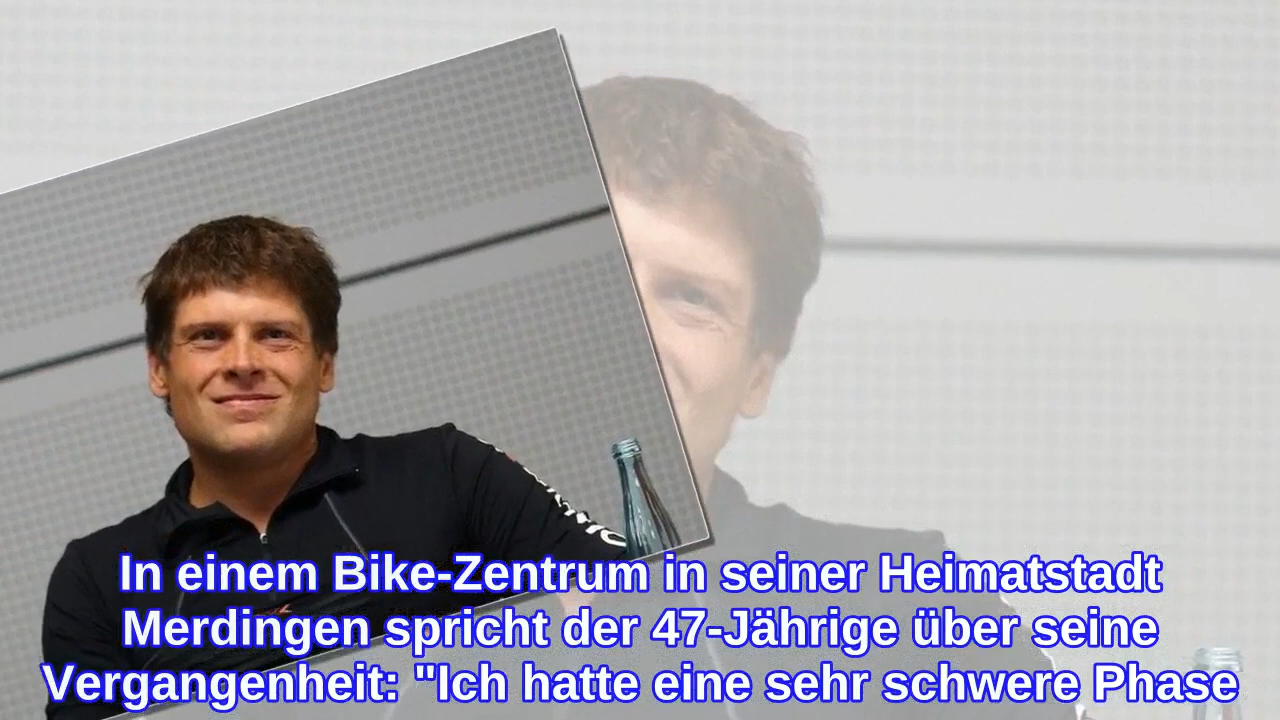 In einem Bike-Zentrum in seiner Heimatstadt
Merdingen spricht der 47-Jährige über seine
Vergangenheit: "Ich hatte eine sehr schwere Phase